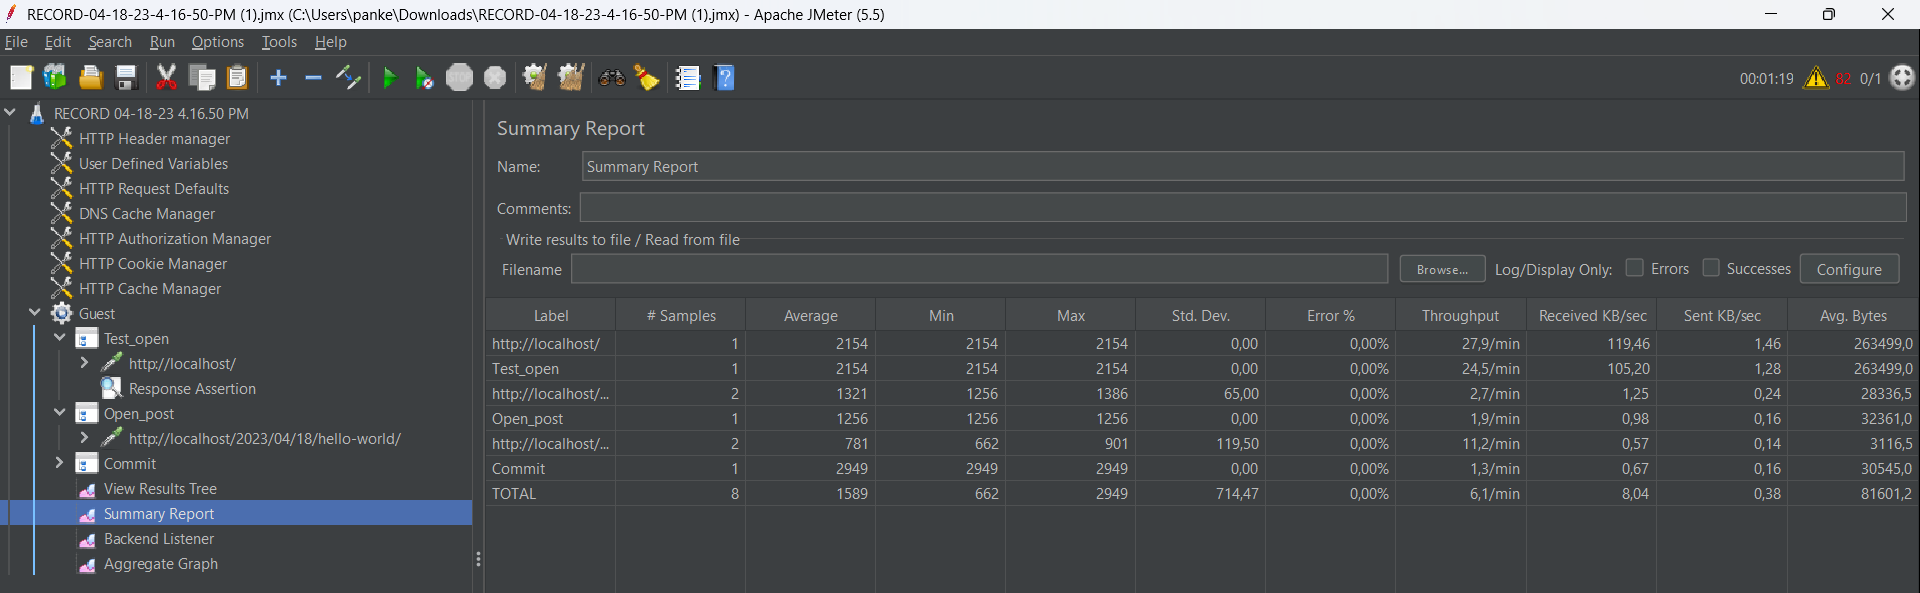 RECORD-04-18-23-4-16-50-PM (1).jmx (C:\Users\panke\Downloads\RECORD-04-18-23-4-16-50-PM (1).jmx) - Apache JMeter (5.5)
File Edit Search Run Options Tools Help
STOP 00:01:19 82 0/1
RECORD 04-18-23 4.16.50 PM
HTTP Header manager
User Defined Variables
HTTP Request Defaults
DNS Cache Manager
HTTP Authorization Manager
HTTP Cookie Manager
HTTP Cache Manager
Guest
Test_open
http://localhost/
Response Assertion
Open_post
http://localhost/2023/04/18/hello-world/
Commit
View Results Tree
Summary Report
Backend Listener
Aggregate Graph
Summary Report
Name: Summary Report
Comments:
Write results to file / Read from file
Filename Browse... Log/Display Only: Errors Successes Configure
Label # Samples Average Min Max Std. Dev. Error % Throughput Received KB/sec Sent KB/sec Avg. Bytes
http://localhost/ 1 2154 2154 2154 0,00 0,00% 27,9/min 119,46 1,46 263499,0
Test_open 1 2154 2154 2154 0,00 0,00% 24,5/min 105,20 1,28 263499,0
http://localhost/... 2 1321 1256 1386 65,00 0,00% 2,7/min 1,25 0,24 28336,5
Open_post 1 1256 1256 1256 0,00 0,00% 1,9/min 0,98 0,16 32361,0
http://localhost/... 2 781 662 901 119,50 0,00% 11,2/min 0,57 0,14 3116,5
Commit 1 2949 2949 2949 0,00 0,00% 1,3/min 0,67 0,16 30545,0
TOTAL 8 1589 662 2949 714,47 0,00% 6,1/min 8,04 0,38 81601,2